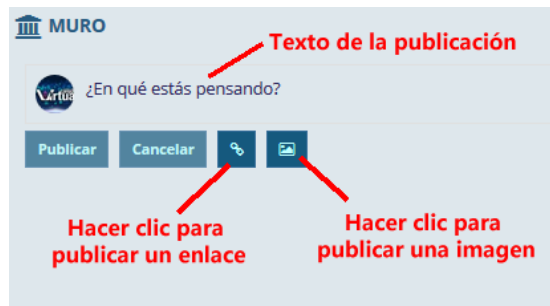 MURO
Texto de la publicación
¿En qué estás pensando?
Publicar Cancelar
Hacer clic para
publicar un enlace
Hacer clic para
publicar una imagen